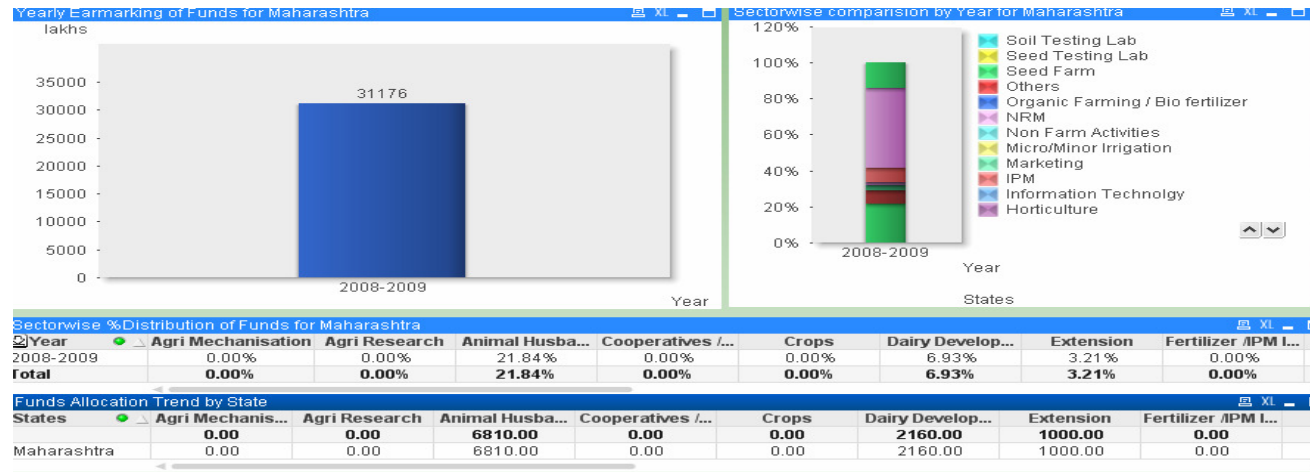 Yearly Earmarking of Funds for Maharashtra XL
lakhs
35000
30000
25000
20000
15000
10000
5000
0
31176
2008-2009
Year
Sectorwise comparision by Year for Maharashtra XL
120%
100%
80%
60%
40%
20%
0%
2008-2009
Year
States
Soil Testing Lab
Seed Testing Lab
Seed Farm
Others
Organic Farming / Bio fertilizer
NRM
Non Farm Activities
Micro/Minor Irrigation
Marketing
IPM
Information Technolgy
Horticulture
Sectorwise %Distribution of Funds for Maharashtra XL
Year Agri Mechanisation Agri Research Animal Husba... Cooperatives /... Crops Dairy Develop... Extension Fertilizer /IPM I...
2008-2009 0.00% 0.00% 21.84% 0.00% 0.00% 6.93% 3.21% 0.00%
Total 0.00% 0.00% 21.84% 0.00% 0.00% 6.93% 3.21% 0.00%
Funds Allocation Trend by State XL
States Agri Mechanis... Agri Research Animal Husba... Cooperatives /... Crops Dairy Develop... Extension Fertilizer /IPM I...
0.00 0.00 6810.00 0.00 0.00 2160.00 1000.00 0.00
Maharashtra 0.00 0.00 6810.00 0.00 0.00 2160.00 1000.00 0.00